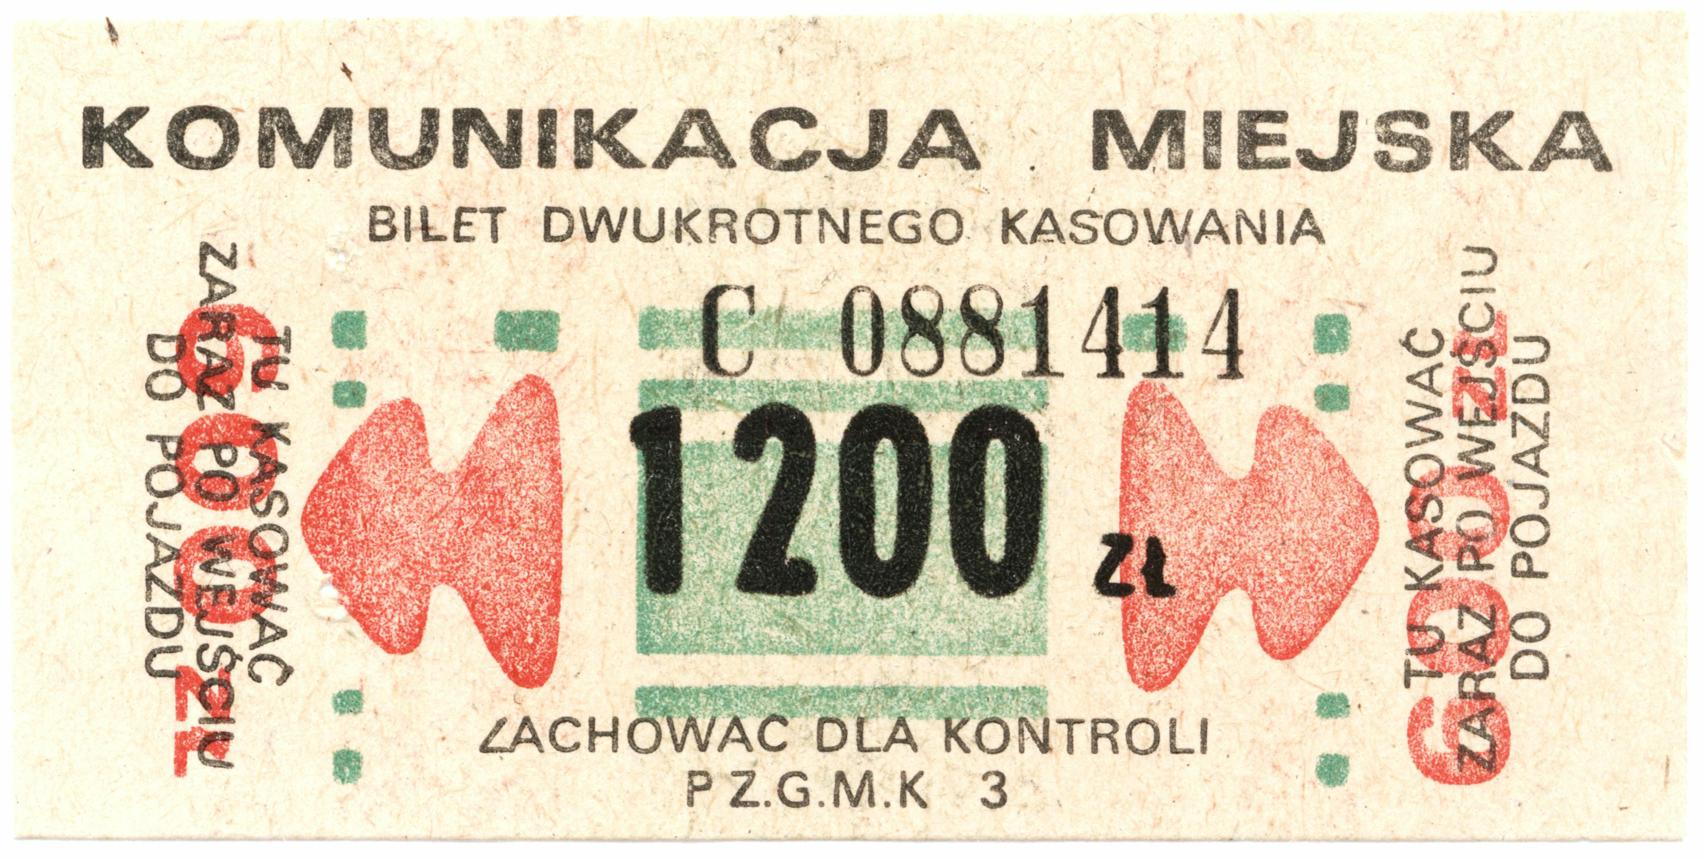 KOMUNIKACJA MIEJSKA
BILET DWUKROTNEGO KASOWANIA
C 0881414
1200 zł
TU KASOWAĆ
ZARAZ PO WEJŚCIU
DO POJAZDU
600 zł
TU KASOWAĆ
ZARAZ PO WEJŚCIU
DO POJAZDU
600 zł
ZACHOWAĆ DLA KONTROLI
P Z.G.M.K 3